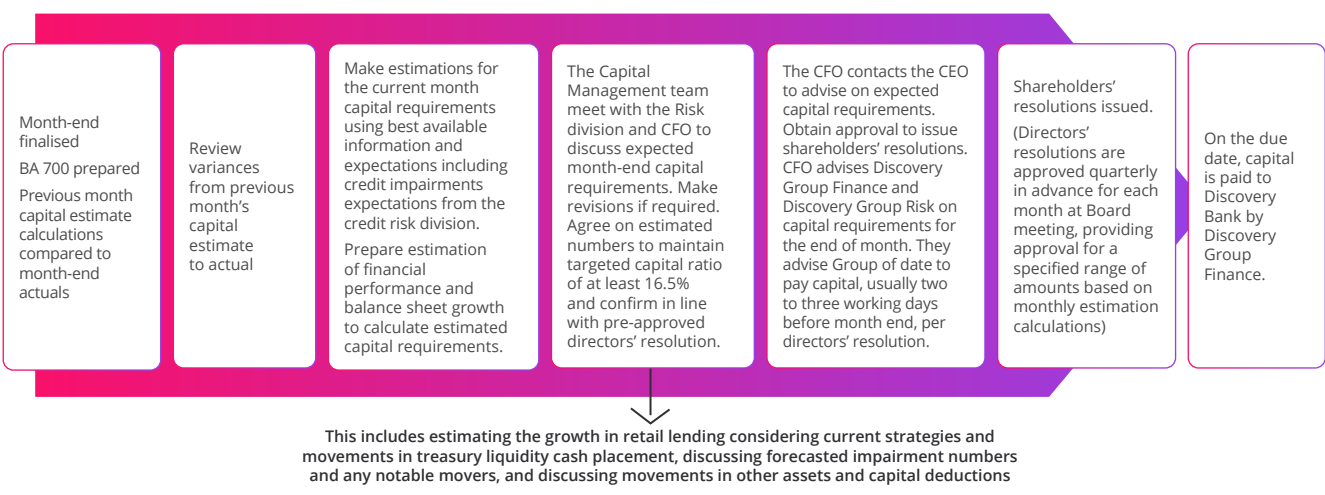 Month-end
finalised
BA 700 prepared
Previous month
capital estimate
calculations
compared to
month-end
actuals
Review
variances
from previous
month's
capital
estimate
to actual
Make estimations for
the current month
capital requirements
using best available
information and
expectations including
credit impairments
expectations from the
credit risk division.
Prepare estimation
of financial
performance and
balance sheet growth
to calculate estimated
capital requirements.
The Capital
Management team
meet with the Risk
division and CFO to
discuss expected
month-end capital
requirements. Make
revisions if required.
Agree on estimated
numbers to maintain
targeted capital ratio
of at least 16.5%
and confirm in line
with pre-approved
directors' resolution.
The CFO contacts the CEO
to advise on expected
capital requirements.
Obtain approval to issue
shareholders' resolutions.
CFO advises Discovery
Group Finance and
Discovery Group Risk on
capital requirements for
the end of month. They
advise Group of date to
pay capital, usually two
to three working days
before month end, per
directors' resolution.
Shareholders'
resolutions issued.
(Directors'
resolutions are
approved quarterly
in advance for each
month at Board
meeting, providing
approval for a
specified range of
amounts based on
monthly estimation
calculations)
On the due
date, capital
is paid to
Discovery
Bank by
Discovery
Group
Finance.
This includes estimating the growth in retail lending considering current strategies and
movements in treasury liquidity cash placement, discussing forecasted impairment numbers
and any notable movers, and discussing movements in other assets and capital deductions